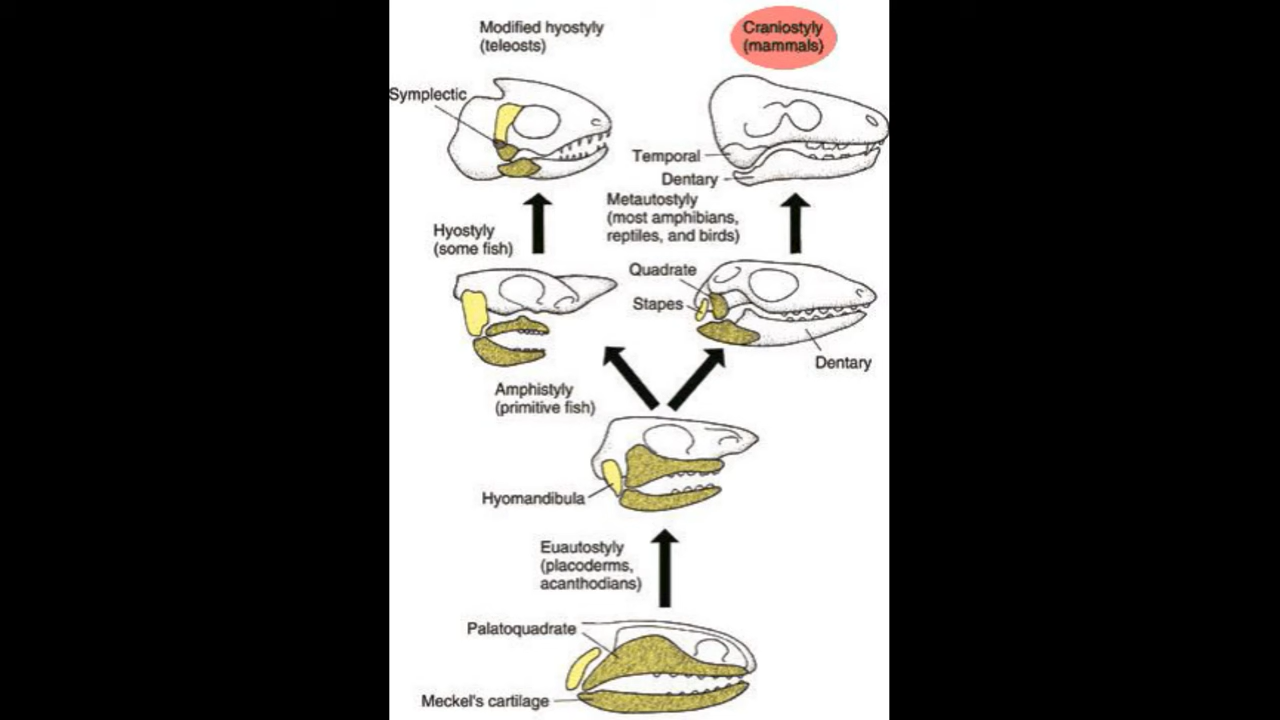 Modified hyostyly
(teleosts)
Craniostyly
(mammals)
Symplectic
Temporal
Dentary
Metautostyly
(most amphibians,
reptiles, and birds)
Hyostyly
(some fish)
Quadrate
Stapes
Dentary
Amphistyly
(primitive fish)
Hyomandibula
Euautostyly
(placoderms,
acanthodians)
Palatoquadrate
Meckel's cartilage